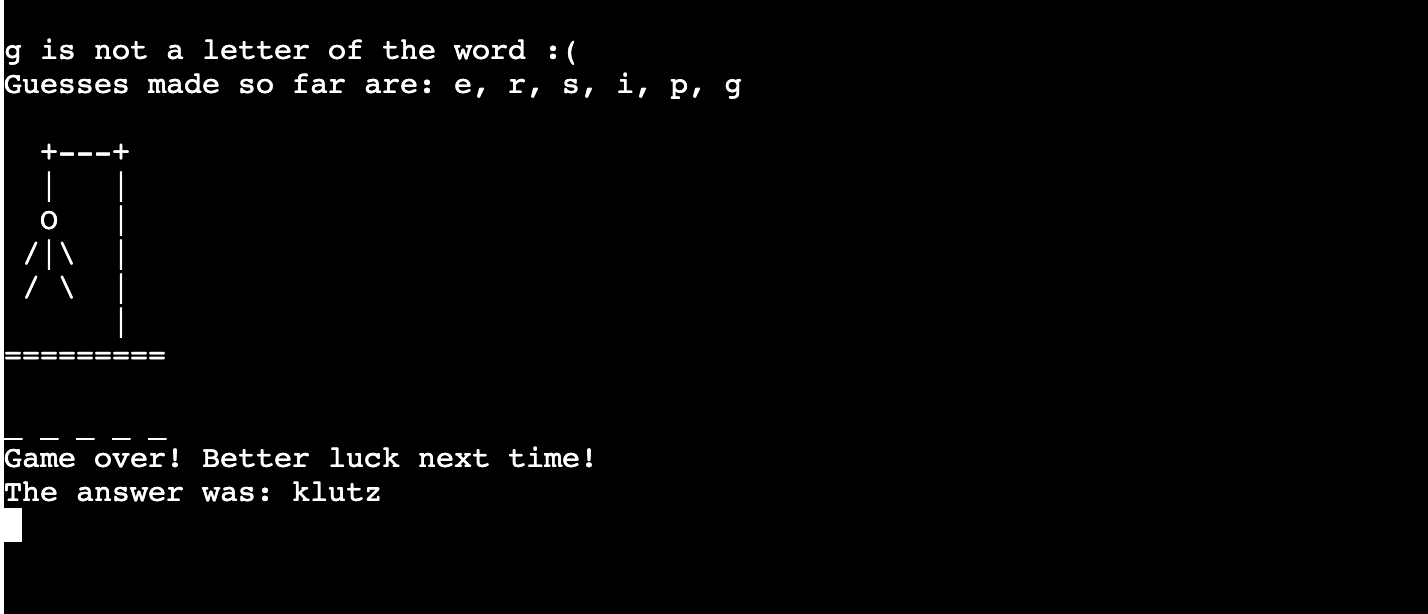 g is not a letter of the word :(
Guesses made so far are: e, r, s, i, p, g
  +---+
  |   |
  o   |
 /|\  |
 / \  |
      |
=========
_ _ _ _ _
Game over! Better luck next time!
The answer was: klutz